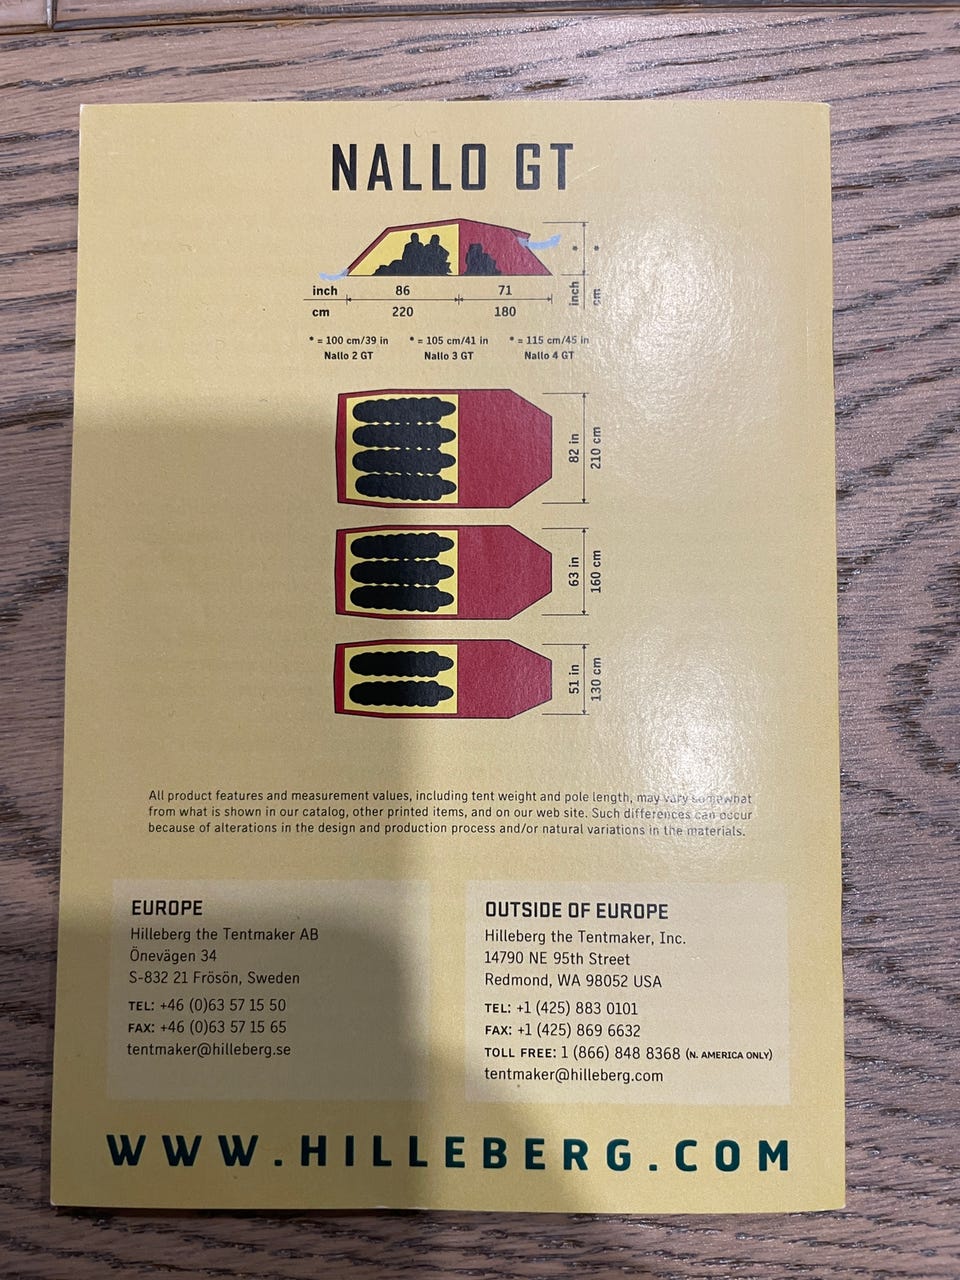 NALLO GT
* *
inch 86 71 inch cm
cm 220 180
* = 100 cm/39 in * = 105 cm/41 in * = 115 cm/45 in
Nallo 2 GT Nallo 3 GT Nallo 4 GT
82 in 210 cm
63 in 160 cm
51 in 130 cm
All product features and measurement values, including tent weight and pole length, may vary somewhat
from what is shown in our catalog, other printed items, and on our web site. Such differences can occur
because of alterations in the design and production process and/or natural variations in the materials.
EUROPE
Hilleberg the Tentmaker AB
Önevägen 34
S-832 21 Frösön, Sweden
TEL: +46 (0)63 57 15 50
FAX: +46 (0)63 57 15 65
tentmaker@hilleberg.se
OUTSIDE OF EUROPE
Hilleberg the Tentmaker, Inc.
14790 NE 95th Street
Redmond, WA 98052 USA
TEL: +1 (425) 883 0101
FAX: +1 (425) 869 6632
TOLL FREE: 1 (866) 848 8368 (N. AMERICA ONLY)
tentmaker@hilleberg.com
WWW.HILLEBERG.COM